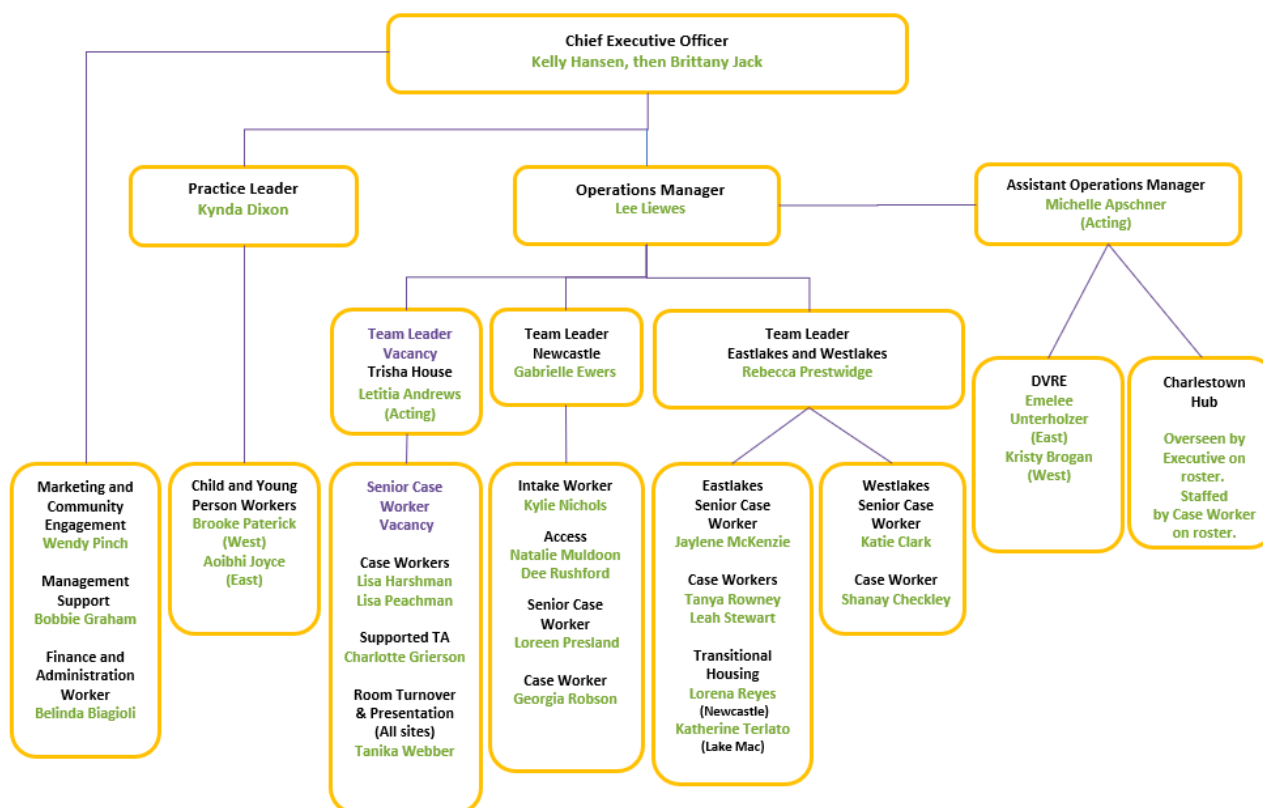 Chief Executive Officer
Kelly Hansen, then Brittany Jack
Practice Leader
Kynda Dixon
Operations Manager
Lee Liewes
Assistant Operations Manager
Michelle Apschner
(Acting)
Team Leader
Vacancy
Trisha House
Letitia Andrews
(Acting)
Team Leader
Newcastle
Gabrielle Ewers
Team Leader
Eastlakes and Westlakes
Rebecca Prestwidge
DVRE
Emelee
Unterholzer
(East)
Kristy Brogan
(West)
Charlestown
Hub
Overseen by
Executive on
roster.
Staffed
by Case Worker
on roster.
Marketing and
Community
Engagement
Wendy Pinch
Management
Support
Bobbie Graham
Finance and
Administration
Worker
Belinda Biagioli
Child and Young
Person Workers
Brooke Paterick
(West)
Aoibhi Joyce
(East)
Senior Case
Worker
Vacancy
Case Workers
Lisa Harshman
Lisa Peachman
Supported TA
Charlotte Grierson
Room Turnover
& Presentation
(All sites)
Tanika Webber
Intake Worker
Kylie Nichols
Access
Natalie Muldoon
Dee Rushford
Senior Case
Worker
Loreen Presland
Case Worker
Georgia Robson
Eastlakes
Senior Case
Worker
Jaylene McKenzie
Case Workers
Tanya Rowney
Leah Stewart
Transitional
Housing
Lorena Reyes
(Newcastle)
Katherine Terlato
(Lake Mac)
Westlakes
Senior Case
Worker
Katie Clark
Case Worker
Shanay Checkley